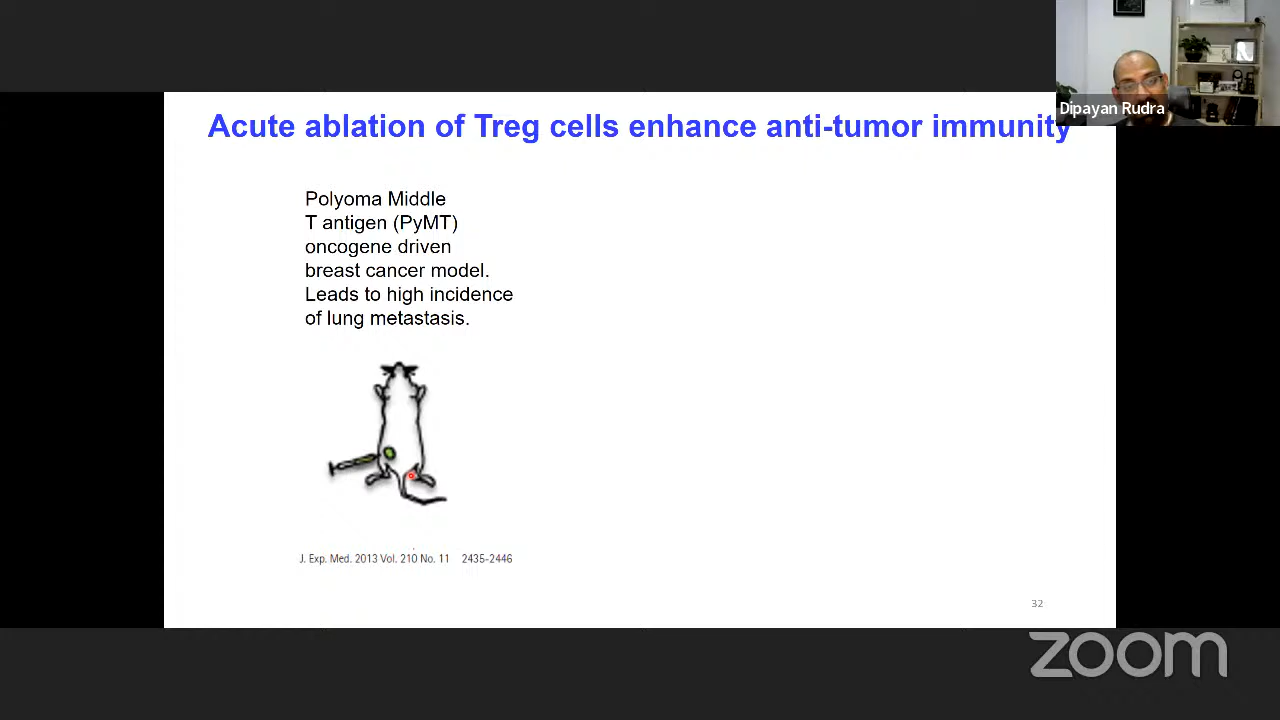 Dipayan Rudra
Acute ablation of Treg cells enhance anti-tumor immunity
Polyoma Middle
T antigen (PyMT)
oncogene driven
breast cancer model.
Leads to high incidence
of lung metastasis.
J. Exp. Med. 2013 Vol. 210 No. 11 2435-2446
32
zoom